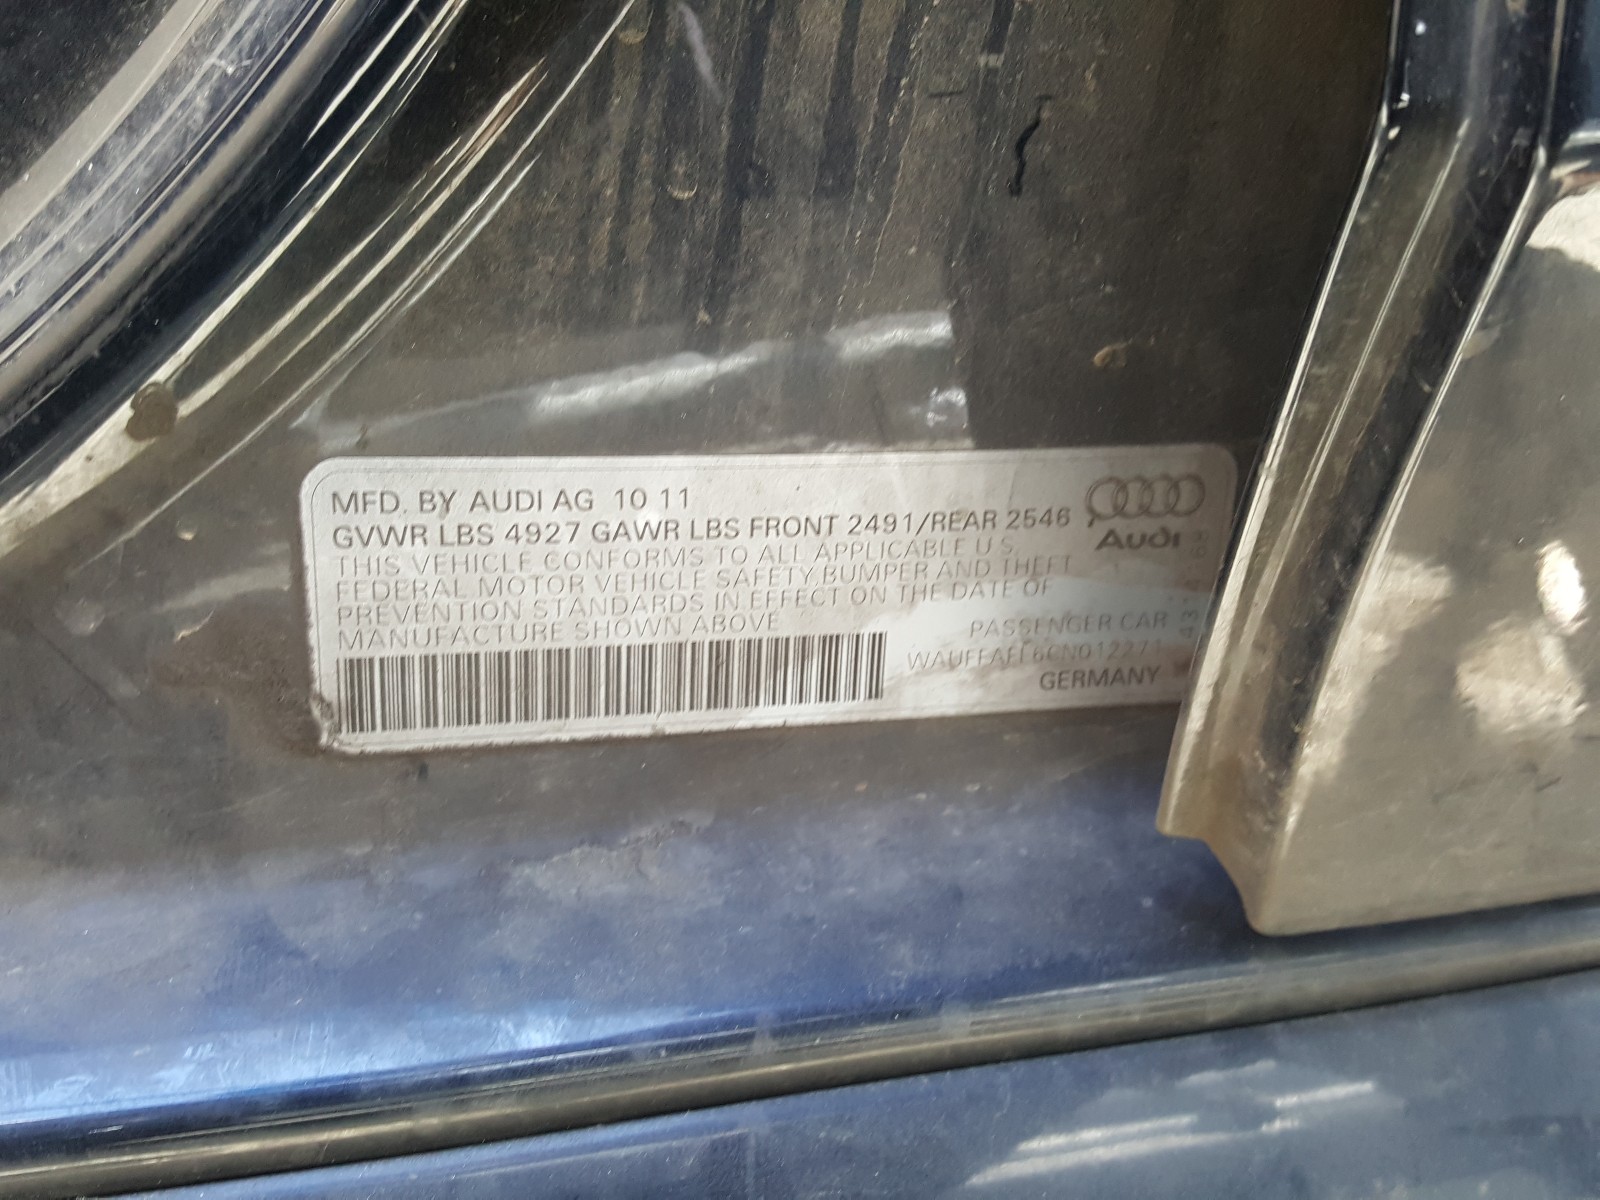 MFD. BY AUDI AG 10 11
GVWR LBS 4927 GAWR LBS FRONT 2491/REAR 2546
THIS VEHICLE CONFORMS TO ALL APPLICABLE U.S.
FEDERAL MOTOR VEHICLE SAFETY, BUMPER AND THEFT
PREVENTION STANDARDS IN EFFECT ON THE DATE OF
MANUFACTURE SHOWN ABOVE
Audi
PASSENGER CAR
GERMANY